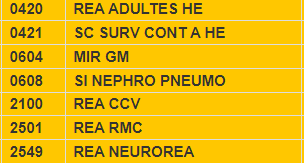 0420 REA ADULTES HE
0421 SC SURV CONT A HE
0604 MIR GM
0608 SI NEPHRO PNEUMO
2100 REA CCV
2501 REA RMC
2549 REA NEUROREA